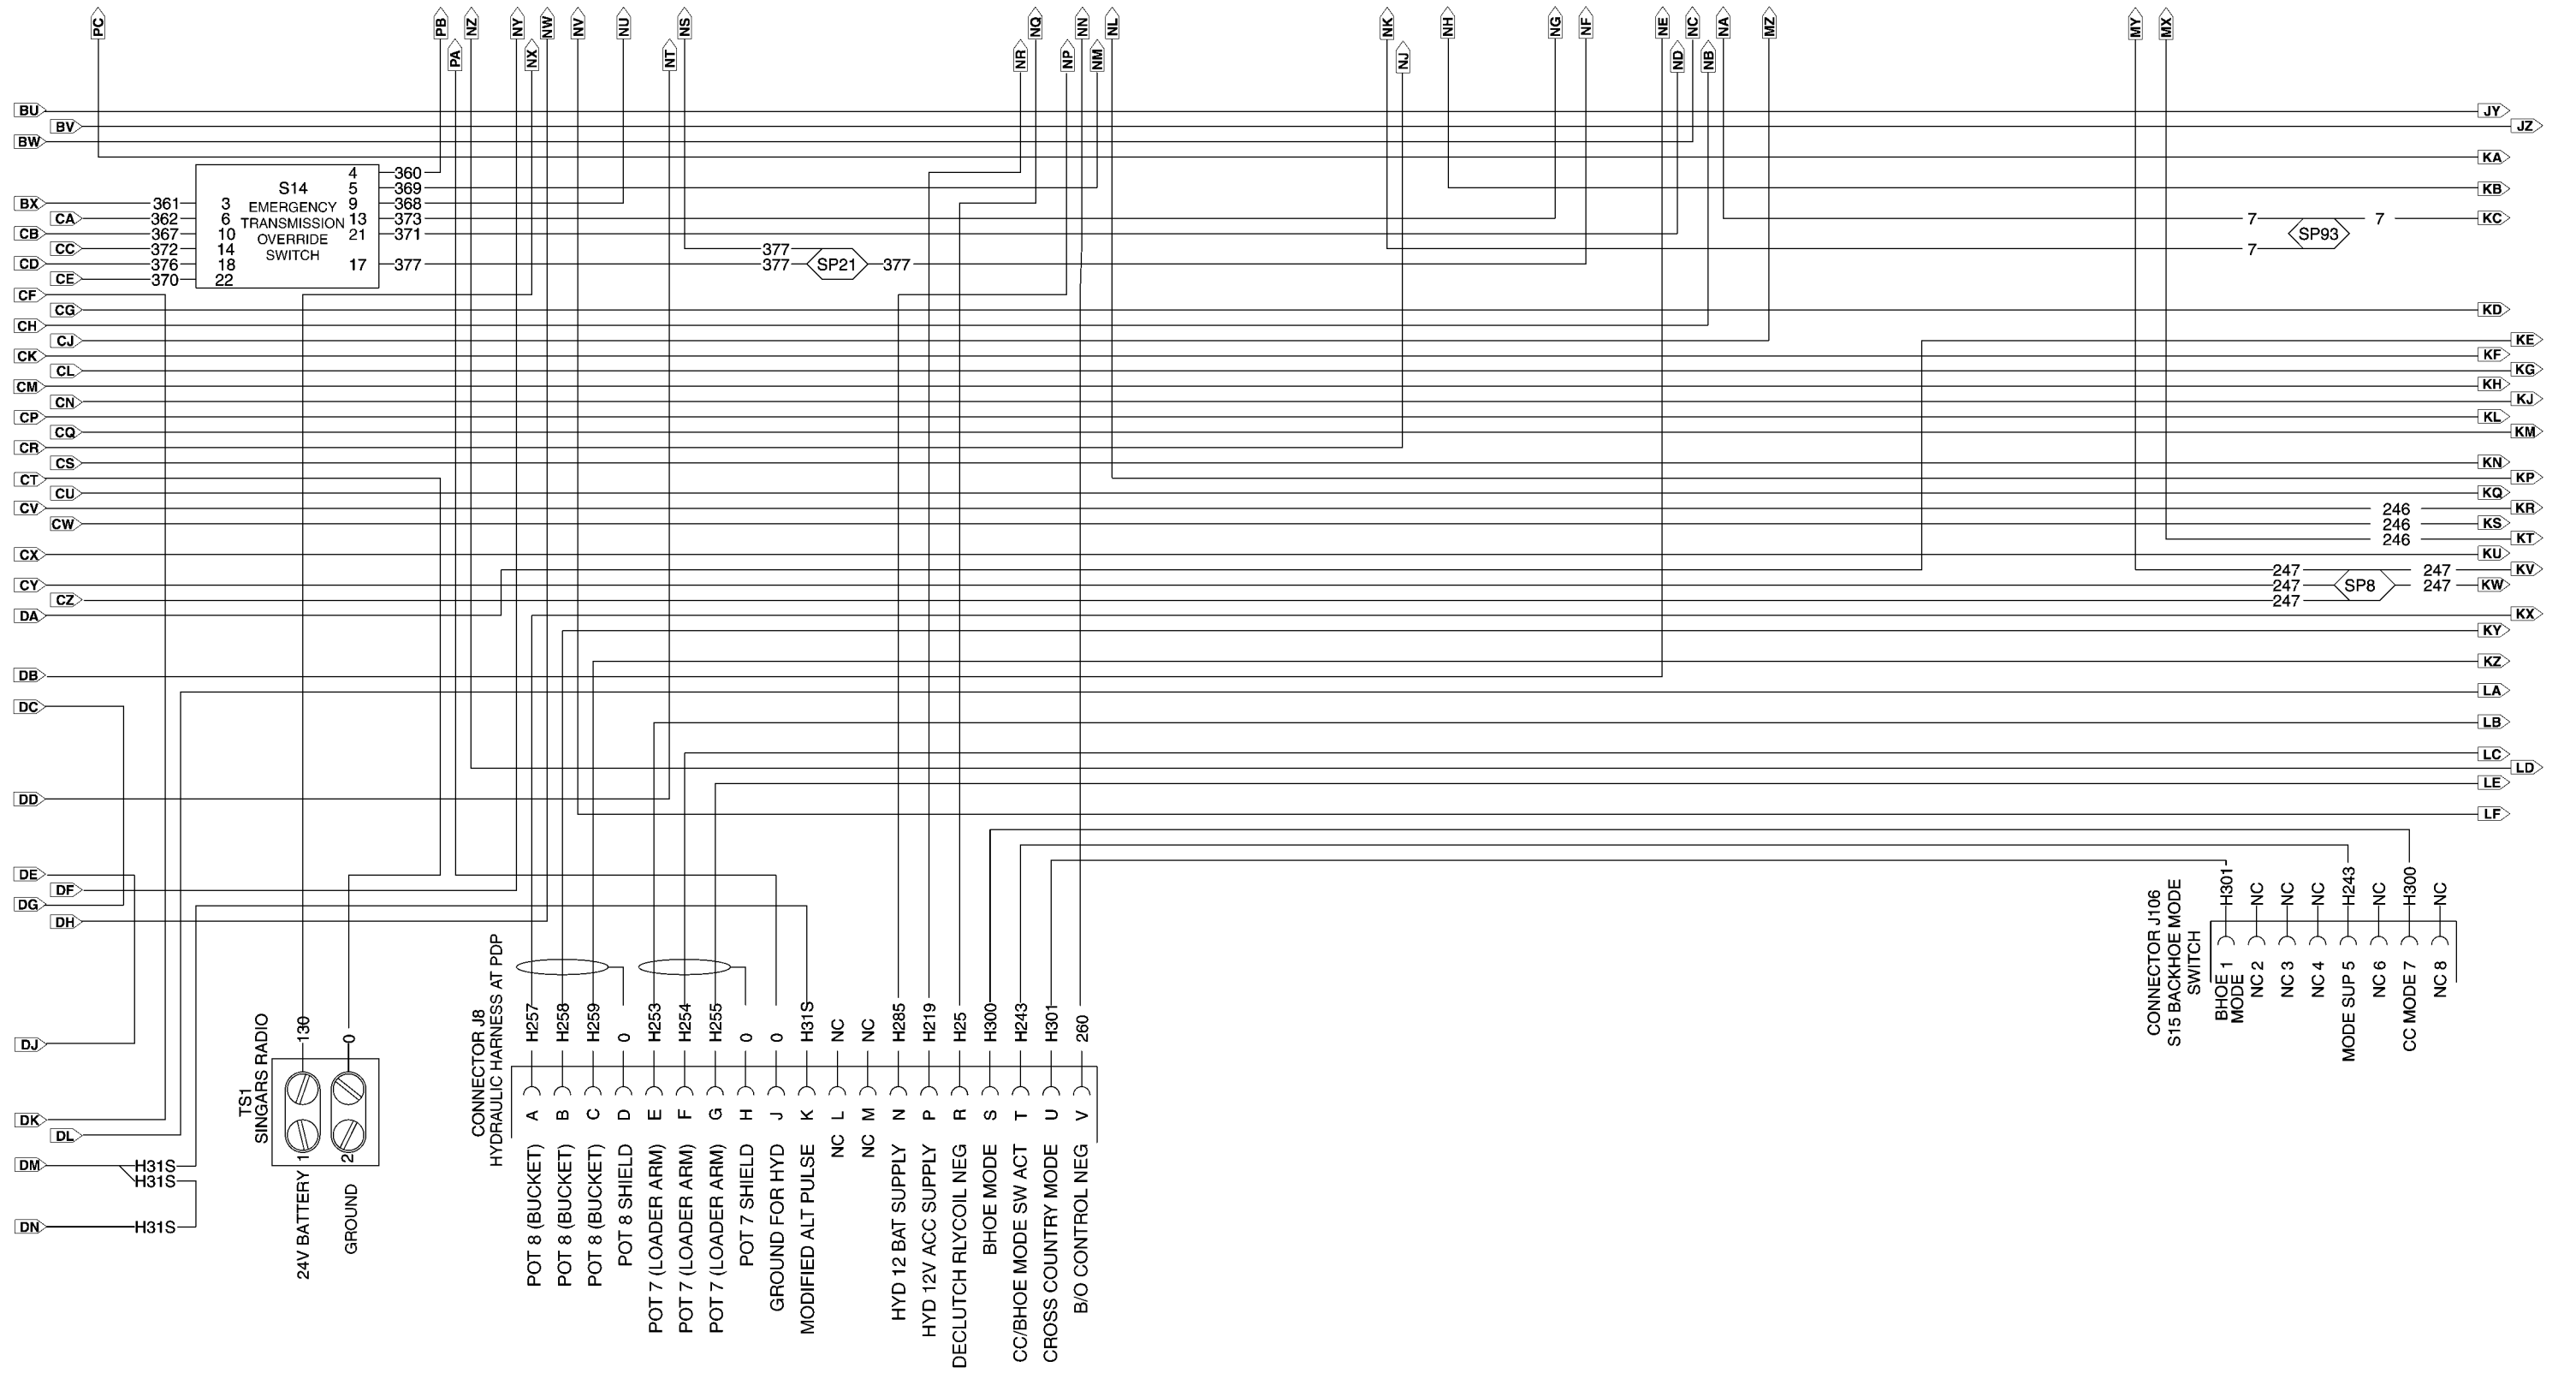 PC
PB
NZ
NY
NW
NV
NU
NS
NQ
NN
NL
NK
NH
NG
NF
NE
NC
NA
MZ
MY
MX
PA
NX
NT
NR
NP
NM
NJ
ND
NB
BU
JY
BV
JZ
BW
KA
S14
EMERGENCY
TRANSMISSION
OVERRIDE
SWITCH
4 360
5 369
9 368
13 373
21 371
17 377
KB
BX 361 3
CA 362 6
CB 367 10
CC 372 14
CD 376 18
CE 370 22
377
377 SP21 377
7 7 KC
SP93
7
CF
CG
KD
CH
CJ
KE
CK
KF
CL
KG
CM
KH
CN
KJ
CP
KL
CQ
KM
CR
CS
KN
CT
KP
CU
KQ
CV
246 KR
CW
246 KS
246 KT
CX
KU
247 247 KV
CY
247 SP8 247 KW
CZ
247
DA
KX
KY
KZ
DB
LA
DC
LB
LC
LD
LE
DD
LF
DE
DF
DG
DH
DJ
DK
DL
DM H31S
H31S
DN H31S
TS1
SINGARS RADIO
130
0
1
2
24V BATTERY
GROUND
CONNECTOR J8
HYDRAULIC HARNESS AT PDP
H257 A POT 8 (BUCKET)
H258 B POT 8 (BUCKET)
H259 C POT 8 (BUCKET)
0 D POT 8 SHIELD
H253 E POT 7 (LOADER ARM)
H254 F POT 7 (LOADER ARM)
H255 G POT 7 (LOADER ARM)
0 H POT 7 SHIELD
0 J GROUND FOR HYD
H31S K MODIFIED ALT PULSE
NC L NC
NC M NC
H285 N HYD 12 BAT SUPPLY
H219 P HYD 12V ACC SUPPLY
H25 R DECLUTCH RLYCOIL NEG
H300 S BHOE MODE
H243 T CC/BHOE MODE SW ACT
H301 U CROSS COUNTRY MODE
260 V B/O CONTROL NEG
CONNECTOR J106
S15 BACKHOE MODE
SWITCH
H301 BHOE 1
MODE
NC NC 2
NC NC 3
NC NC 4
H243 MODE SUP 5
NC NC 6
H300 CC MODE 7
NC NC 8